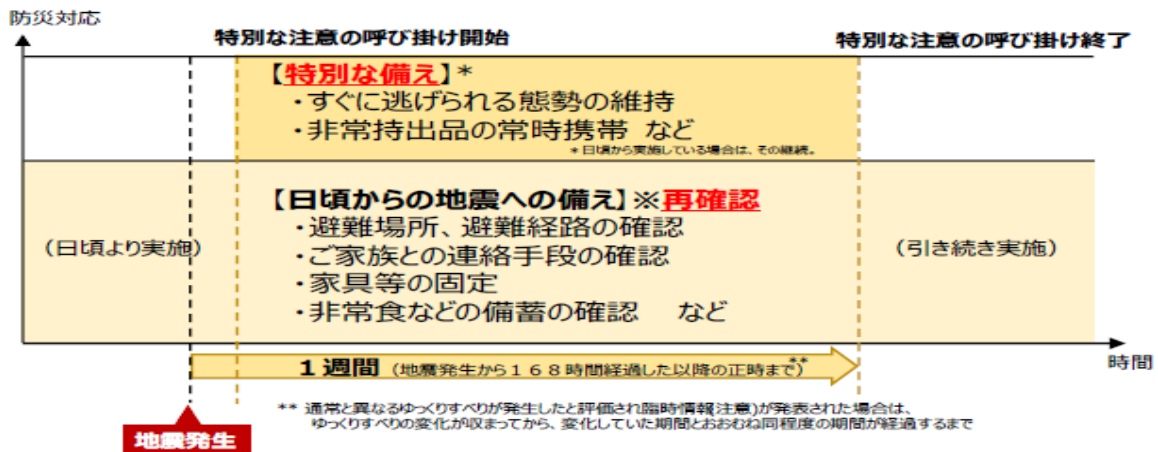 防災対応
特別な注意の呼び掛け開始
特別な注意の呼び掛け終了
【特別な備え】*
・すぐに逃げられる態勢の維持
・非常持出品の常時携帯 など
*日頃から実施している場合は、その継続。
【日頃からの地震への備え】※再確認
・避難場所、避難経路の確認
・ご家族との連絡手段の確認
・家具等の固定
・非常食などの備蓄の確認 など
(日頃より実施)
(引き続き実施)
1週間 (地震発生から168時間経過した以降の正時まで)**
時間
** 通常と異なるゆっくりすべりが発生したと評価され臨時情報(注意)が発表された場合は、
ゆっくりすべりの変化が収まってから、変化していた期間とおおむね同程度の期間が経過するまで
地震発生